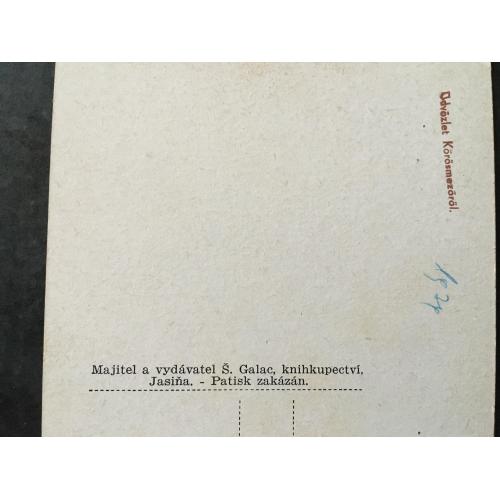 Üdvözlet Kőrösmezőről.
Majitel a vydávatel Š. Galac, knihkupectví,
Jasiňa. - Patisk zakázán.